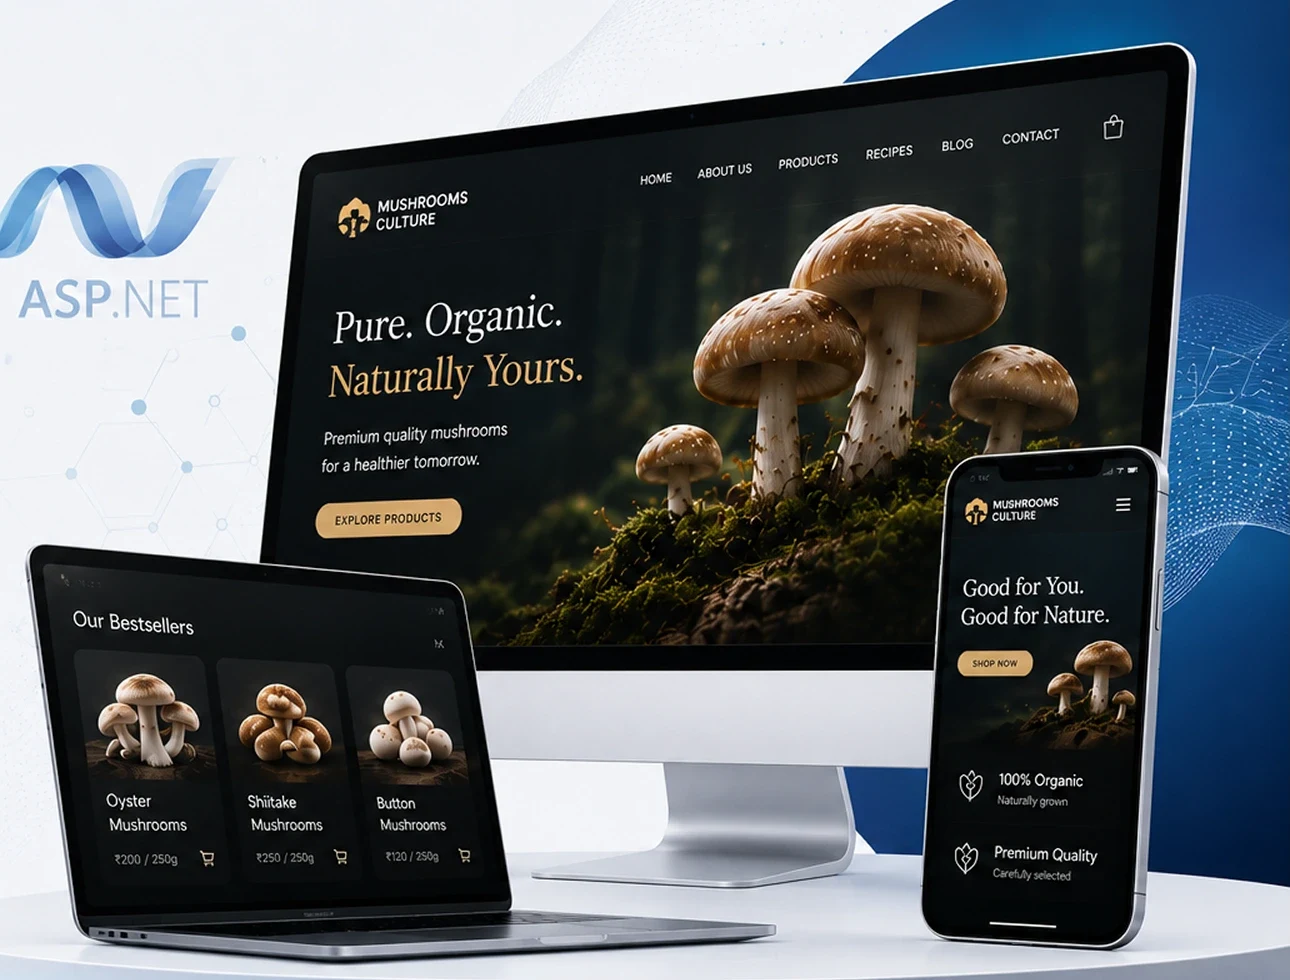 ASP.NET
MUSHROOMS
CULTURE
HOME
ABOUT US
PRODUCTS
RECIPES
BLOG
CONTACT
Pure. Organic.
Naturally Yours.
Premium quality mushrooms
for a healthier tomorrow.
EXPLORE PRODUCTS
Our Bestsellers
Oyster
Mushrooms
₹200 / 250g
Shiitake
Mushrooms
₹250 / 250g
Button
Mushrooms
₹120 / 250g
MUSHROOMS
CULTURE
Good for You.
Good for Nature.
SHOP NOW
100% Organic
Naturally grown
Premium Quality
Carefully selected